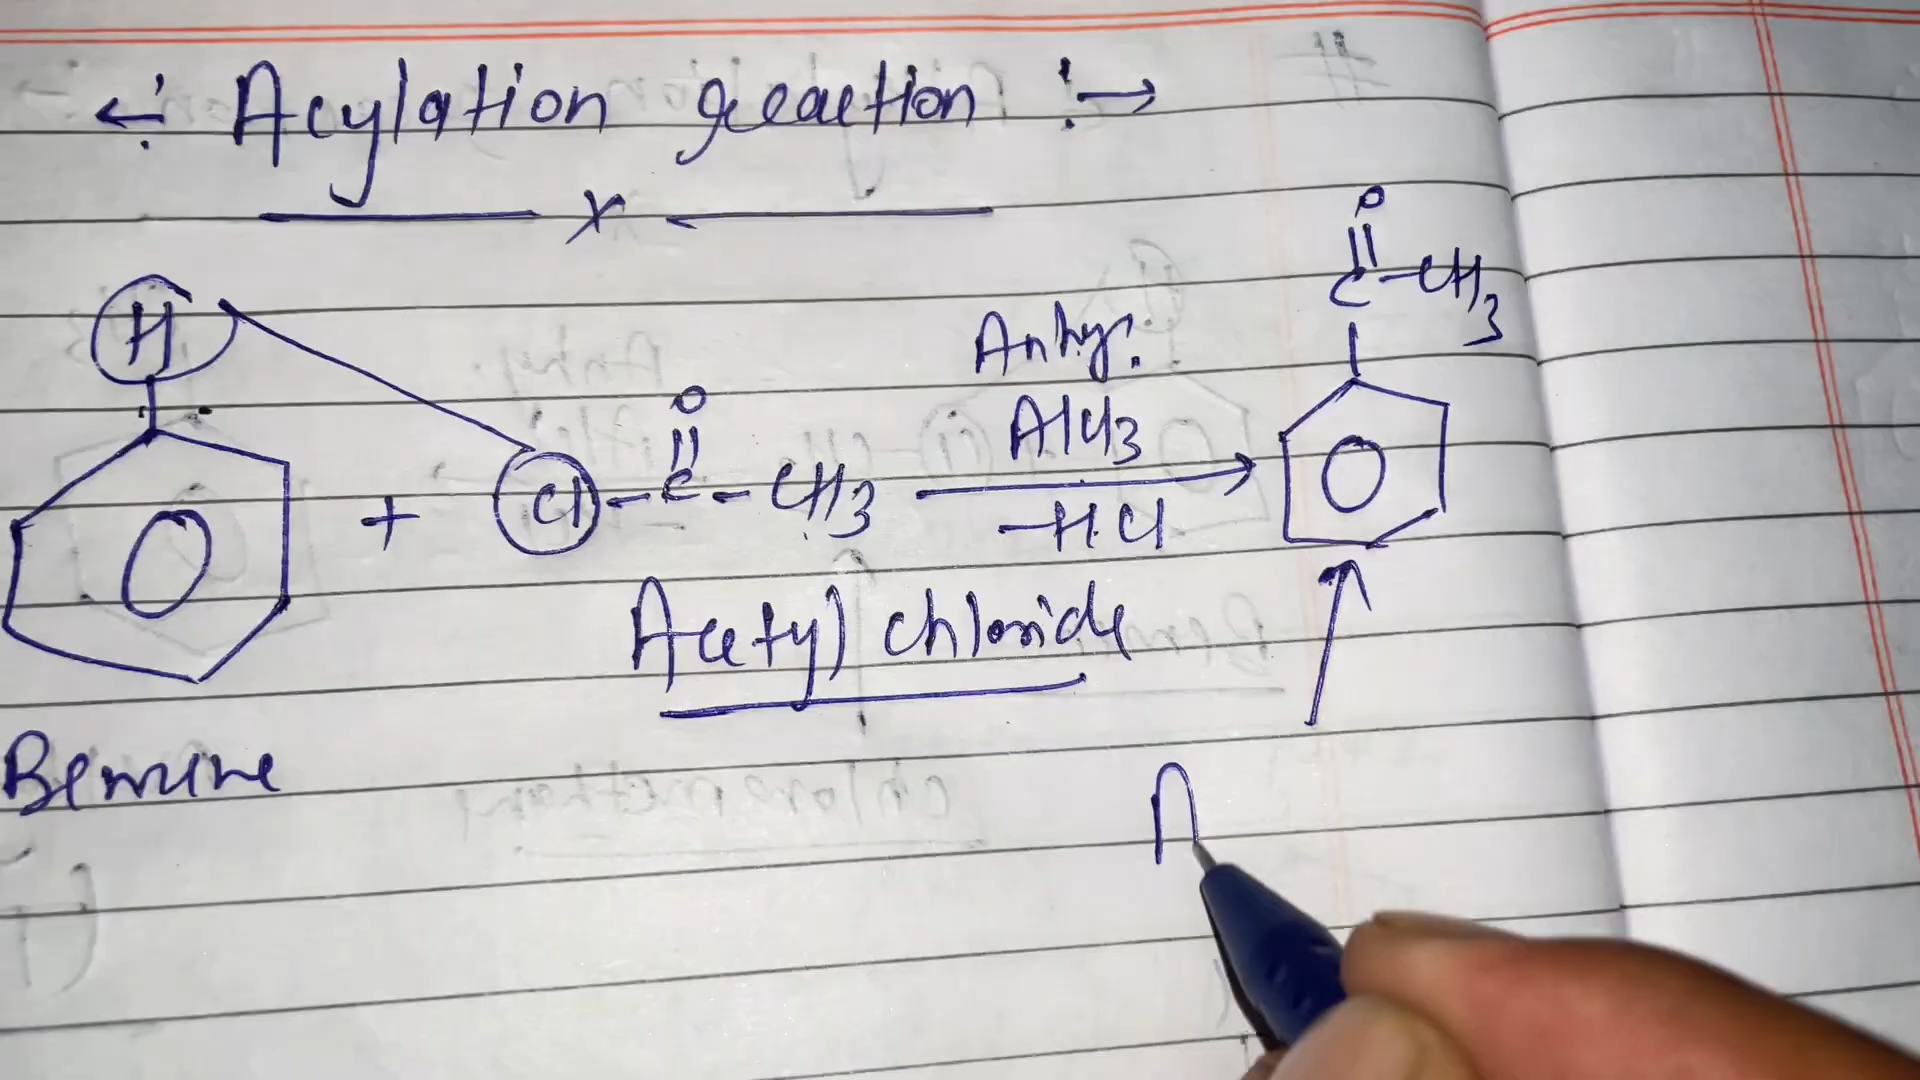 ← Acylation reaction :→
x
O
C-CH3
H
Anhy.
O
AlCl3
+ Cl-C-CH3
-HCl
Acetyl chloride
Benzene
A